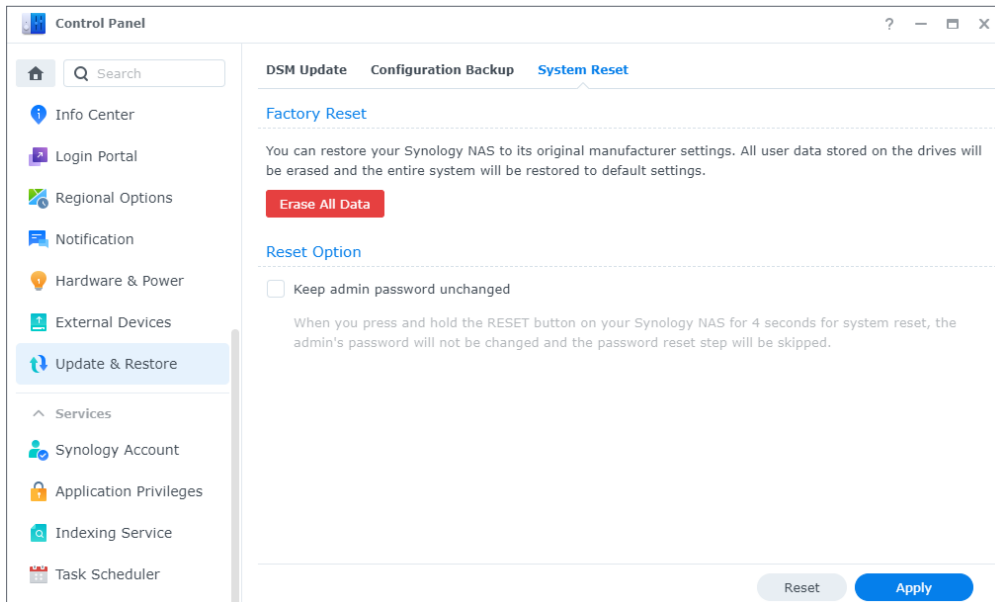 Control Panel
?
Search
Info Center
Login Portal
Regional Options
Notification
Hardware & Power
External Devices
Update & Restore
Services
Synology Account
Application Privileges
Indexing Service
Task Scheduler
DSM Update Configuration Backup System Reset
Factory Reset
You can restore your Synology NAS to its original manufacturer settings. All user data stored on the drives will
be erased and the entire system will be restored to default settings.
Erase All Data
Reset Option
Keep admin password unchanged
When you press and hold the RESET button on your Synology NAS for 4 seconds for system reset, the
admin's password will not be changed and the password reset step will be skipped.
Reset Apply